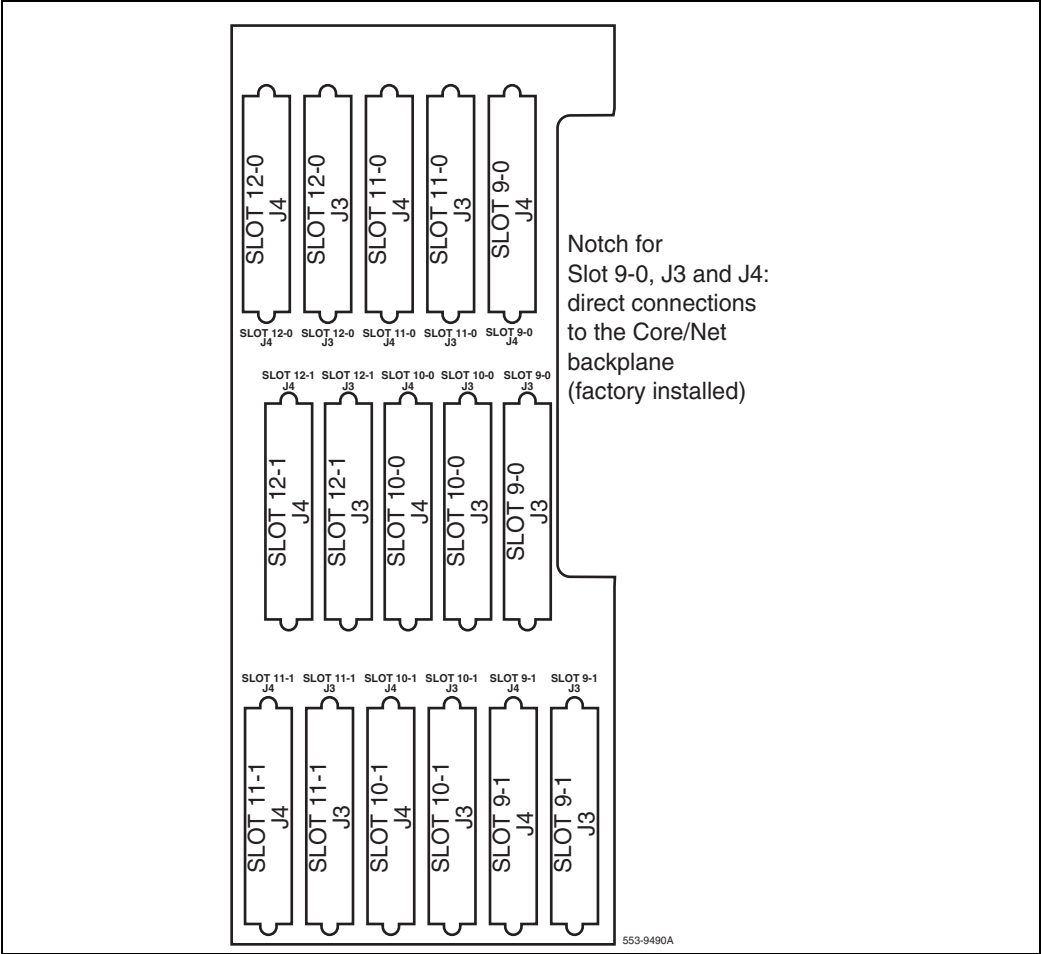 SLOT 12-0
J4
SLOT 12-0
J3
SLOT 11-0
J4
SLOT 11-0
J3
SLOT 9-0
J4
SLOT 12-0 SLOT 12-0 SLOT 11-0 SLOT 11-0 SLOT 9-0
J4 J3 J4 J3 J4
Notch for
Slot 9-0, J3 and J4:
direct connections
to the Core/Net
backplane
(factory installed)
SLOT 12-1 SLOT 12-1 SLOT 10-0 SLOT 10-0 SLOT 9-0
J4 J3 J4 J3 J3
SLOT 12-1
J4
SLOT 12-1
J3
SLOT 10-0
J4
SLOT 10-0
J3
SLOT 9-0
J3
SLOT 11-1 SLOT 11-1 SLOT 10-1 SLOT 10-1 SLOT 9-1 SLOT 9-1
J4 J3 J4 J3 J4 J3
SLOT 11-1
J4
SLOT 11-1
J3
SLOT 10-1
J4
SLOT 10-1
J3
SLOT 9-1
J4
SLOT 9-1
J3
553-9490A